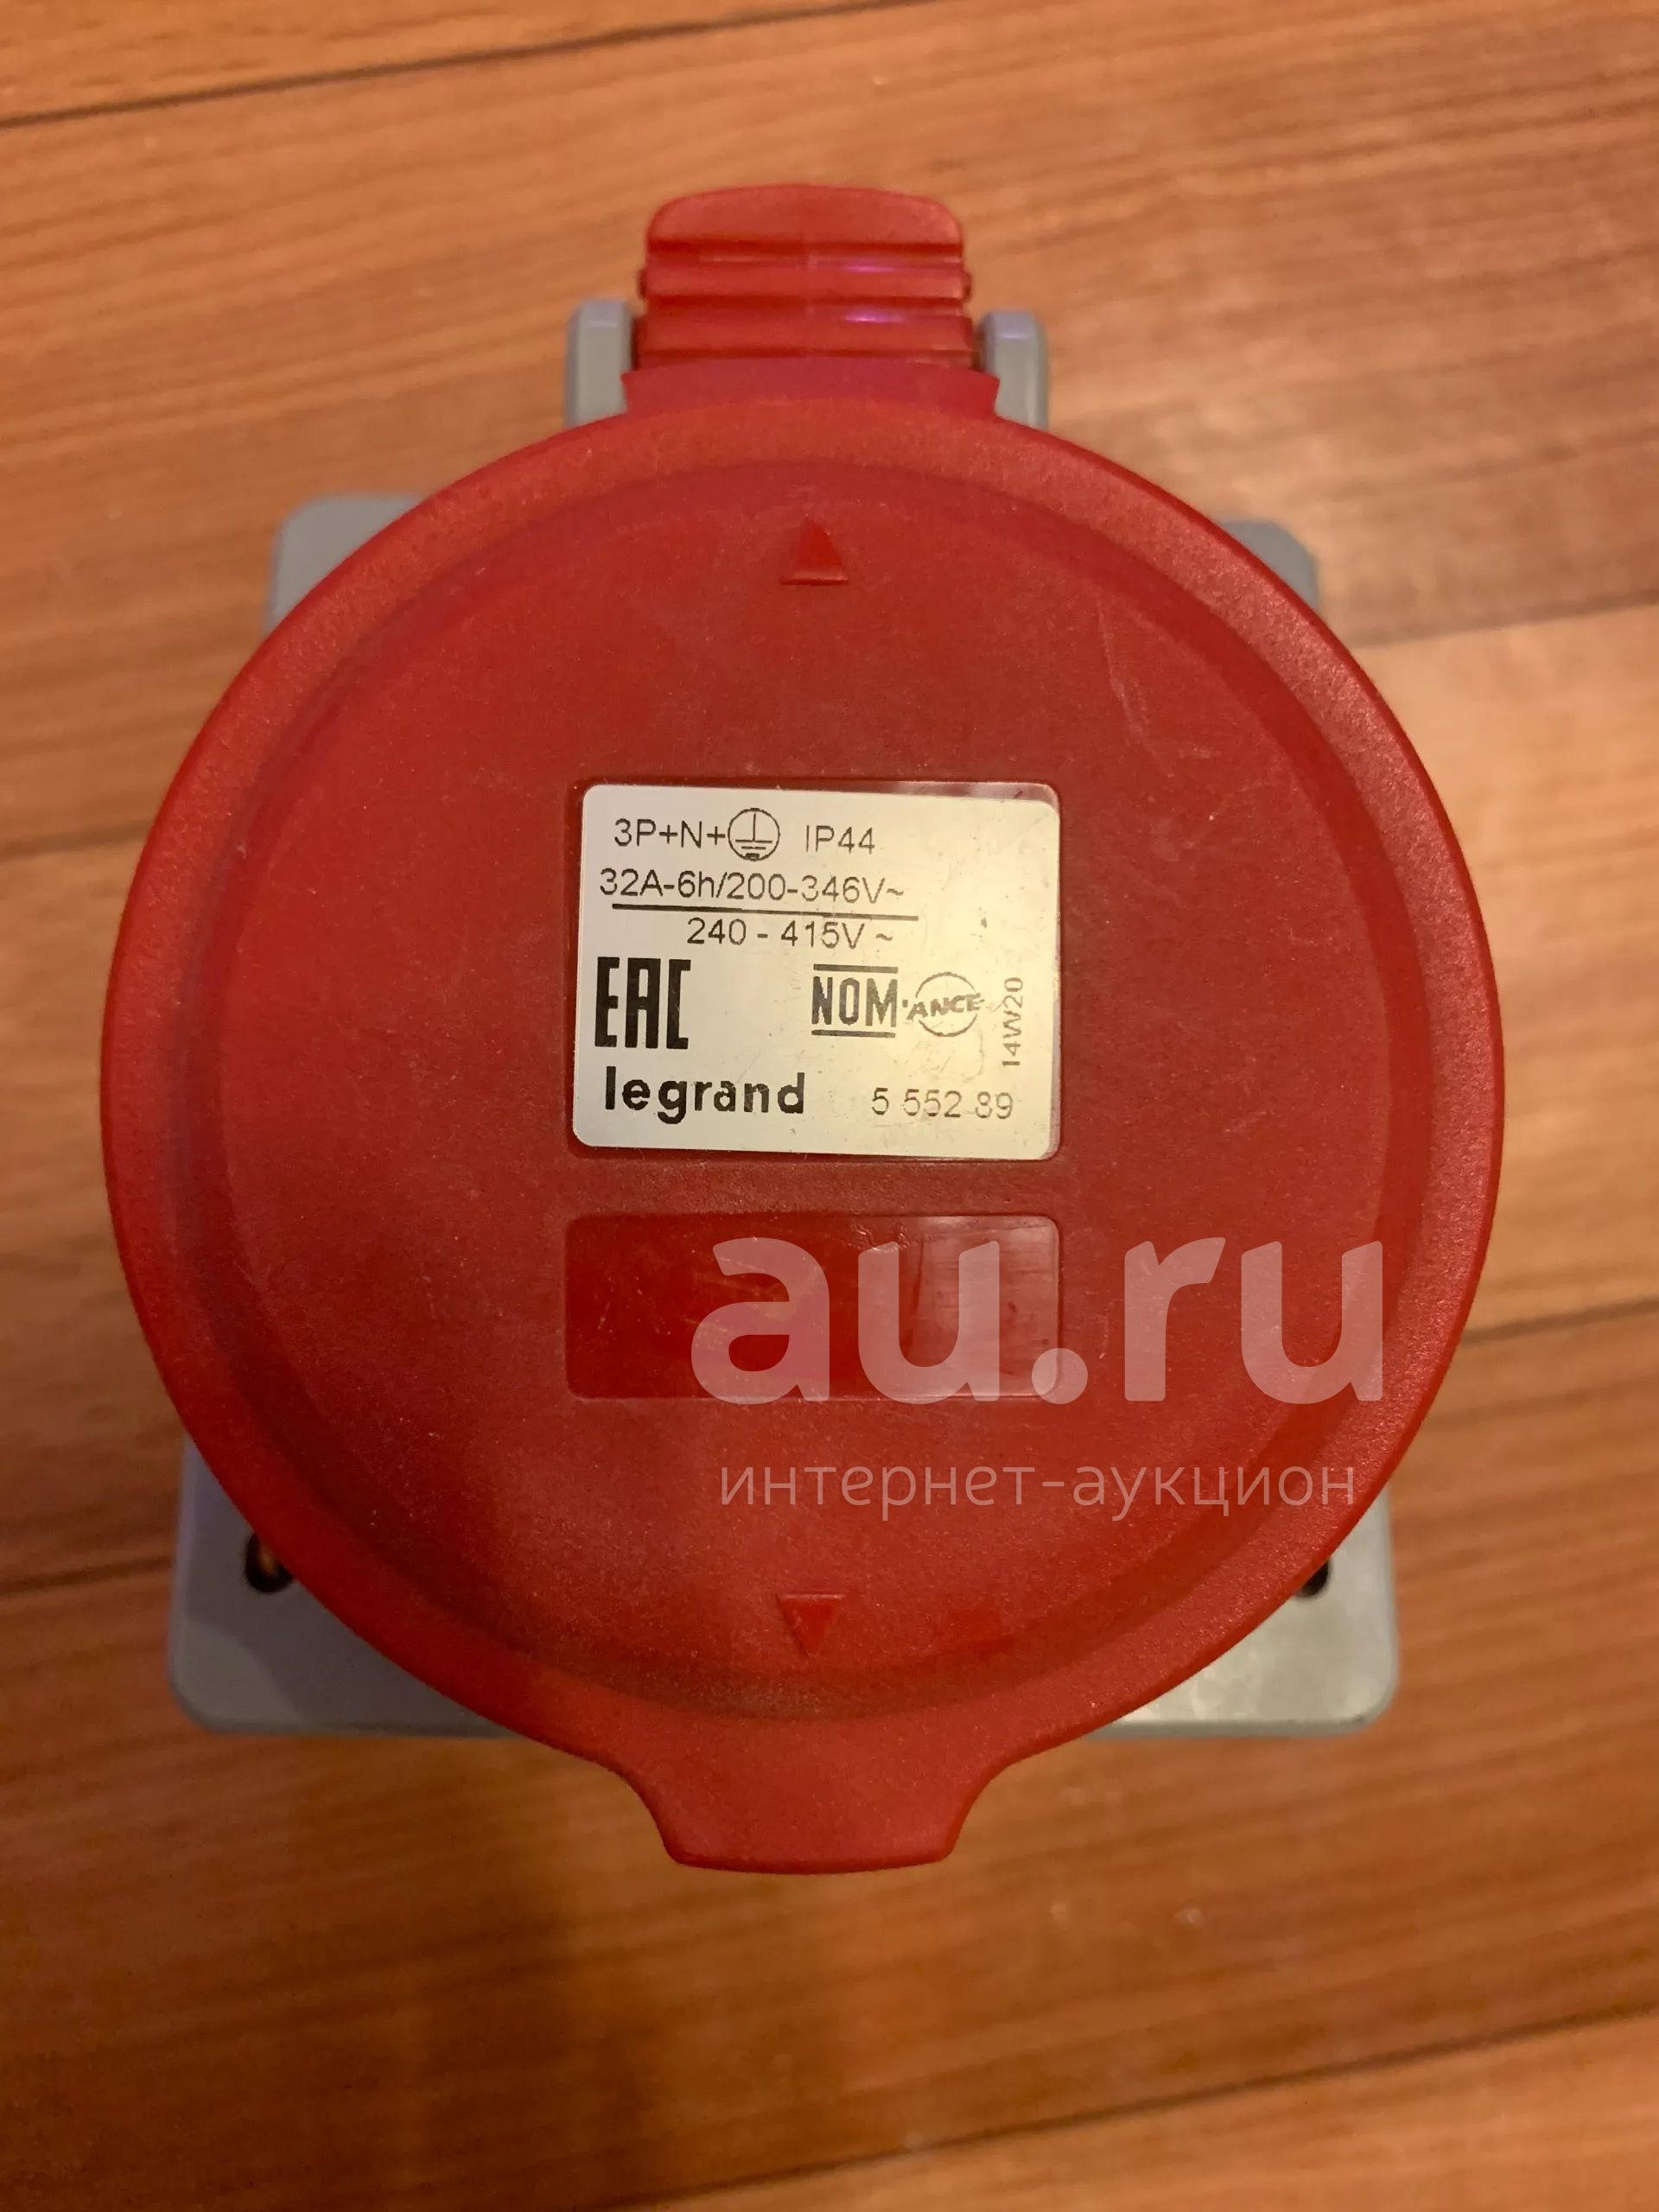 3P+N+ IP44
32A-6h/200-346V~
240 - 415V ~
EAC NOM ANCE 14W20
legrand 5 552 89
au.ru
интернет-аукцион